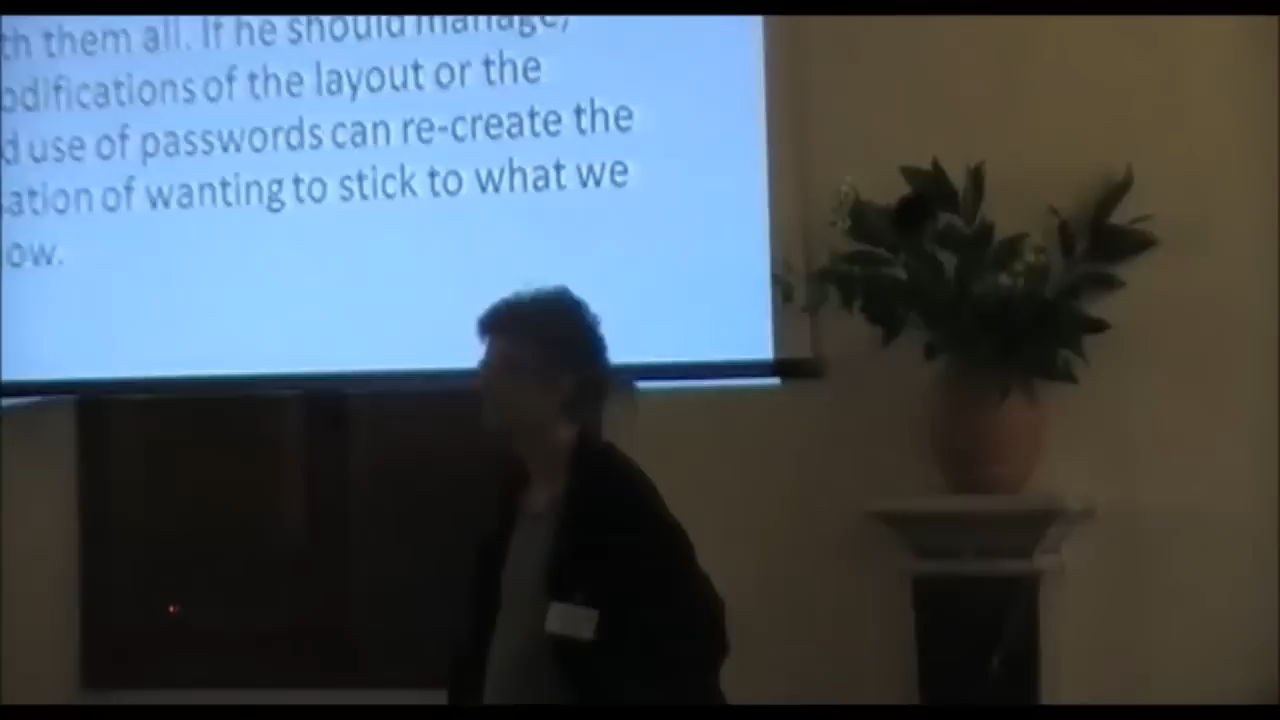 th them all. If he should manage,
odifications of the layout or the
d use of passwords can re-create the
ation of wanting to stick to what we
ow.